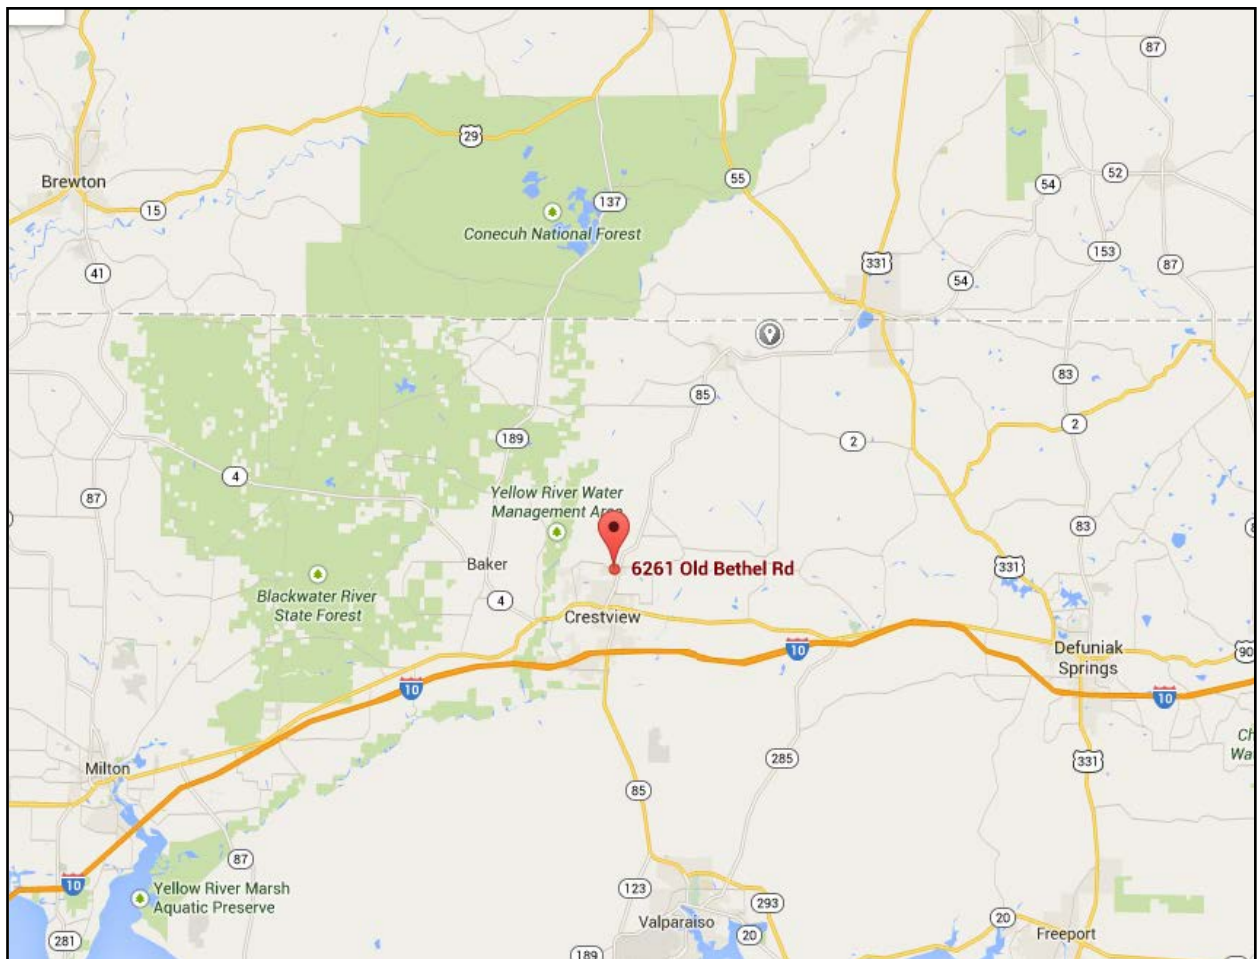 87
29
Brewton
52
55
54
15
137
Conecuh National Forest
153
331
87
41
54
83
85
2
189
2
4
Yellow River Water
Management Area
87
83
6261 Old Bethel Rd
Baker
331
Blackwater River
State Forest
4
Crestview
10
Defuniak
Springs
90
10
10
Milton
285
331
85
87
10
Yellow River Marsh
Aquatic Preserve
123
293
Valparaiso
20
20
Freeport
281
189